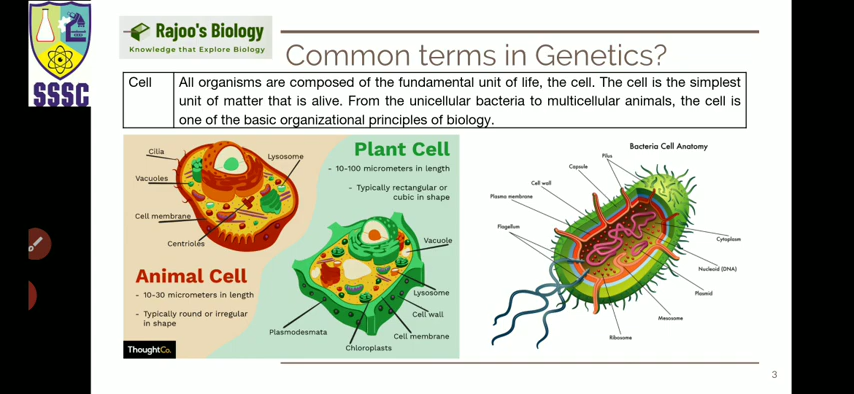 SSSC
Rajoo's Biology
Knowledge that Explore Biology
Common terms in Genetics?
Cell
All organisms are composed of the fundamental unit of life, the cell. The cell is the simplest
unit of matter that is alive. From the unicellular bacteria to multicellular animals, the cell is
one of the basic organizational principles of biology.
Cilia
Lysosome
Vacuoles
Cell membrane
Centrioles
Animal Cell
- 10-30 micrometers in length
- Typically round or irregular
in shape
ThoughtCo.
Plant Cell
- 10-100 micrometers in length
- Typically rectangular or
cubic in shape
Vacuole
Lysosome
Cell wall
Cell membrane
Plasmodesmata
Chloroplasts
Bacteria Cell Anatomy
Pilus
Capsule
Cell wall
Plasma membrane
Flagellum
Cytoplasm
Nucleoid (DNA)
Plasmid
Mesosome
Ribosome
3